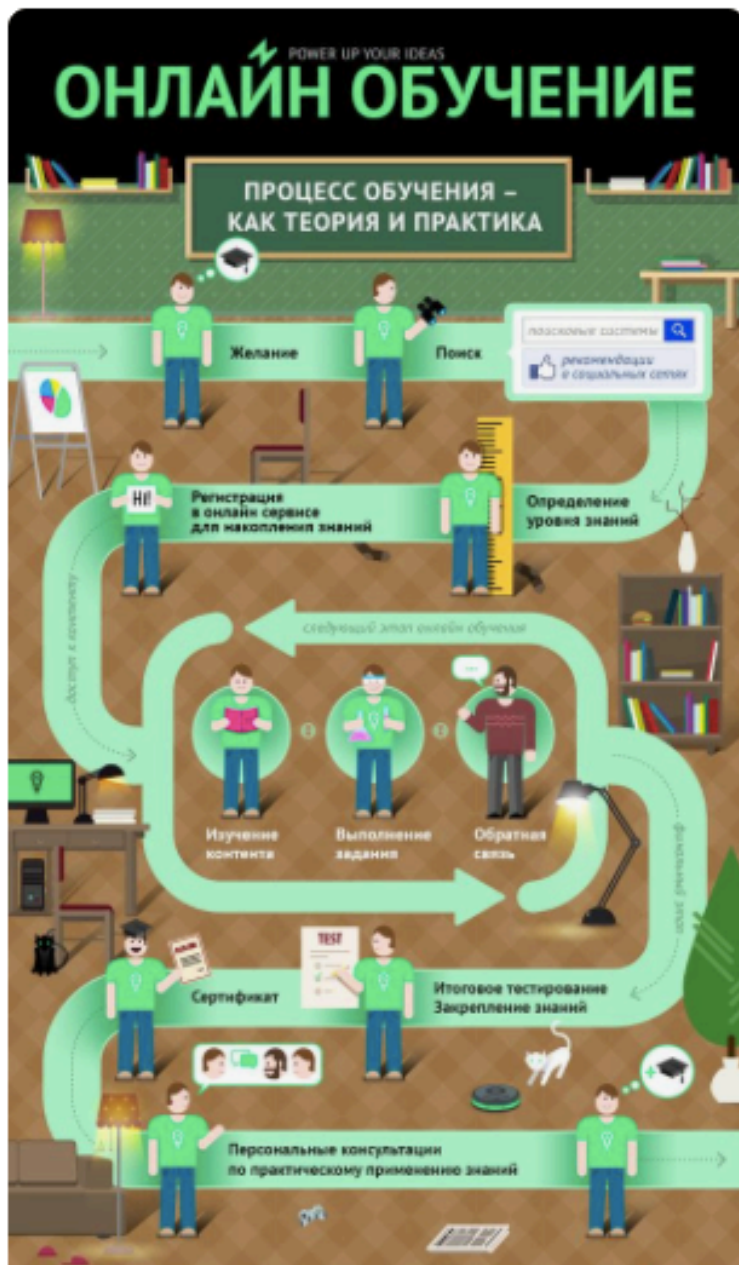 POWER UP YOUR IDEAS
ОНЛАЙН ОБУЧЕНИЕ
ПРОЦЕСС ОБУЧЕНИЯ –
КАК ТЕОРИЯ И ПРАКТИКА
Желание
Поиск
поисковые системы
рекомендации
в социальных сетях
HI!
Регистрация
в онлайн сервисе
для накопления знаний
Определение
уровня знаний
доступ к контенту
следующий этап онлайн обучения
...
Изучение
контента
Выполнение
задания
Обратная
связь
финальный этап
TEST
Сертификат
Итоговое тестирование
Закрепление знаний
Персональные консультации
по практическому применению знаний